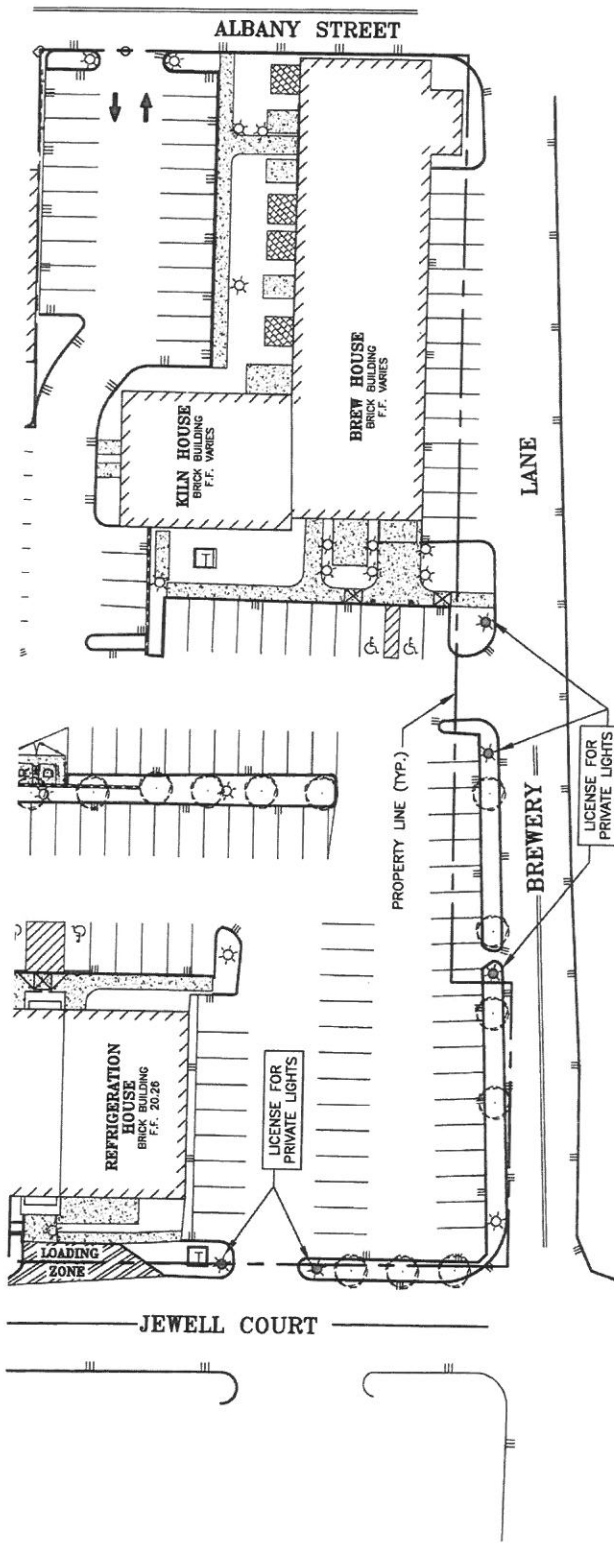 ALBANY STREET
KILN HOUSE
BRICK BUILDING
F.F. VARIES
BREW HOUSE
BRICK BUILDING
F.F. VARIES
LANE
T
PROPERTY LINE (TYP.)
LICENSE FOR
PRIVATE LIGHTS
BREWERY
D
REFRIGERATION
HOUSE
BRICK BUILDING
F.F. 20.26
LICENSE FOR
PRIVATE LIGHTS
T
LOADING
ZONE
JEWELL COURT